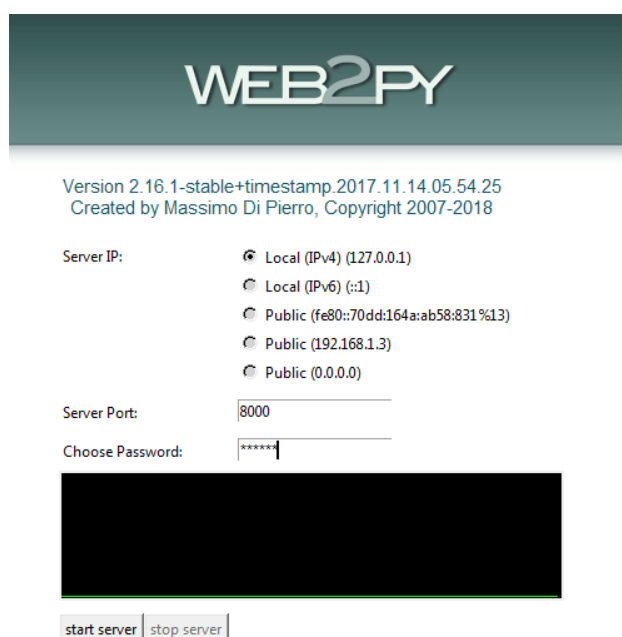 WEB2PY
Version 2.16.1-stable+timestamp.2017.11.14.05.54.25
Created by Massimo Di Pierro, Copyright 2007-2018
Server IP:
Local (IPv4) (127.0.0.1)
Local (IPv6) (::1)
Public (fe80::70dd:164a:ab58:831%13)
Public (192.168.1.3)
Public (0.0.0.0)
Server Port: 8000
Choose Password: ******
start server stop server